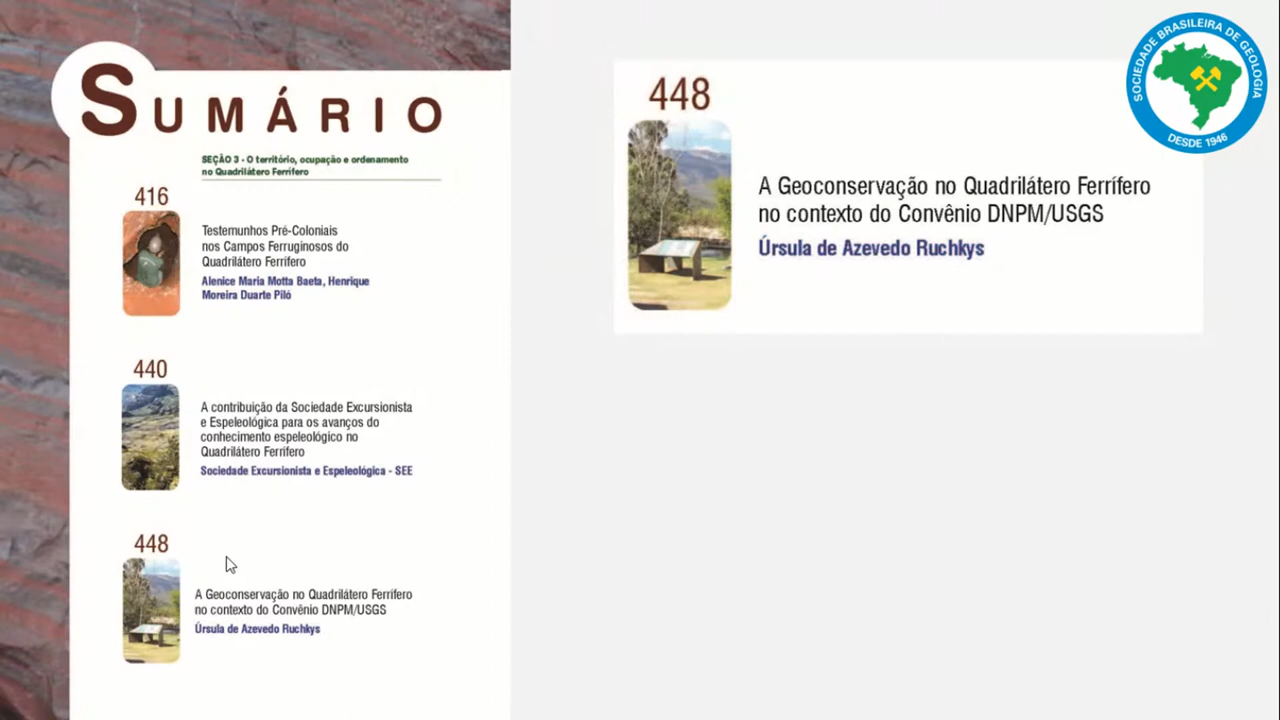 SUMÁRIO
SEÇÃO 3 - O território, ocupação e ordenamento
no Quadrilátero Ferrífero
416
Testemunhos Pré-Coloniais
nos Campos Ferruginosos do
Quadrilátero Ferrífero
Alenice Maria Motta Baeta, Henrique
Moreira Duarte Piló
440
A contribuição da Sociedade Excursionista
e Espeleológica para os avanços do
conhecimento espeleológico no
Quadrilátero Ferrífero
Sociedade Excursionista e Espeleológica - SEE
448
A Geoconservação no Quadrilátero Ferrífero
no contexto do Convênio DNPM/USGS
Úrsula de Azevedo Ruchkys
448
A Geoconservação no Quadrilátero Ferrífero
no contexto do Convênio DNPM/USGS
Úrsula de Azevedo Ruchkys
SOCIEDADE BRASILEIRA DE GEOLOGIA
DESDE 1946